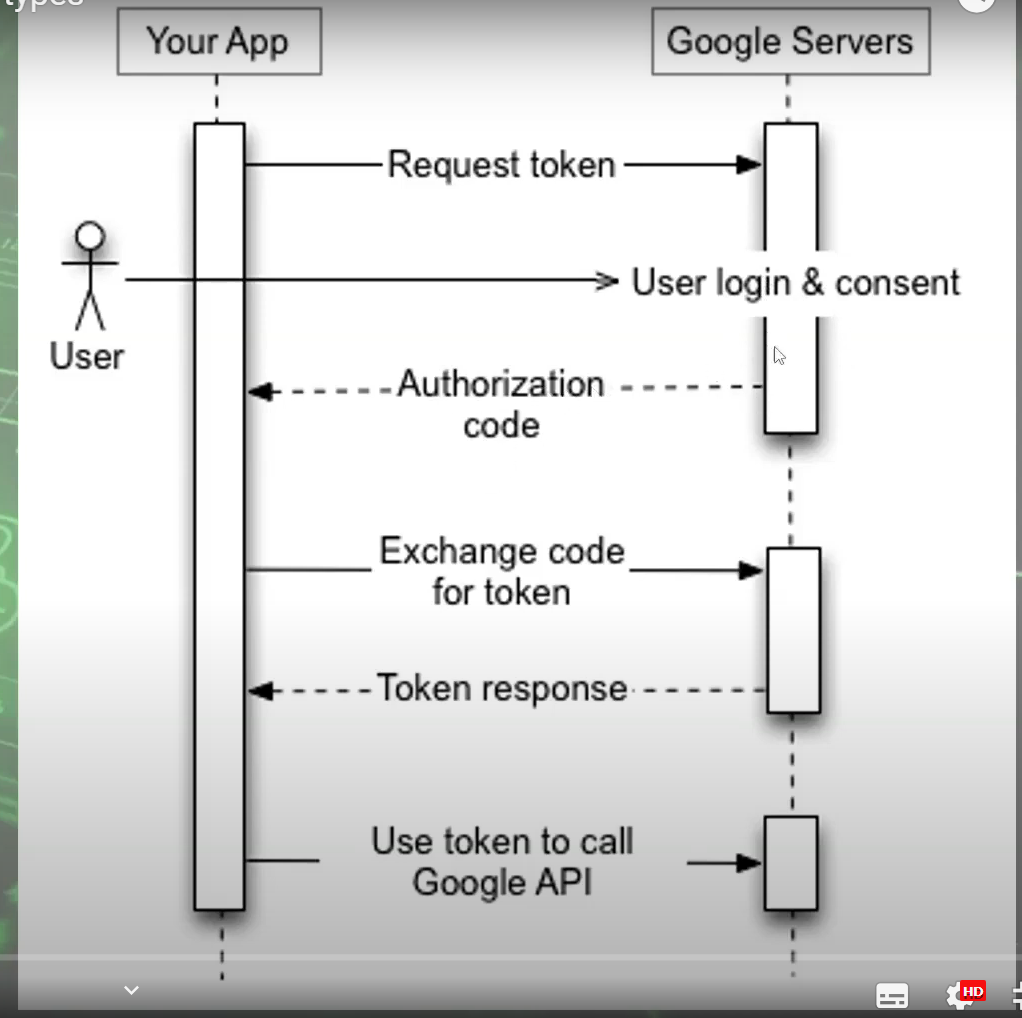 types
Your App
Google Servers
Request token
User login & consent
User
Authorization
code
Exchange code
for token
Token response
Use token to call
Google API
HD